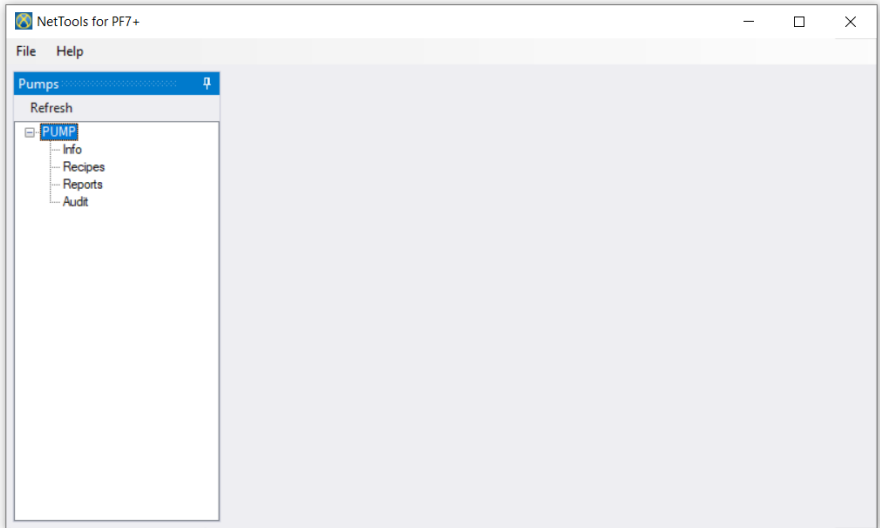 NetTools for PF7+
File Help
Pumps
Refresh
PUMP
Info
Recipes
Reports
Audit